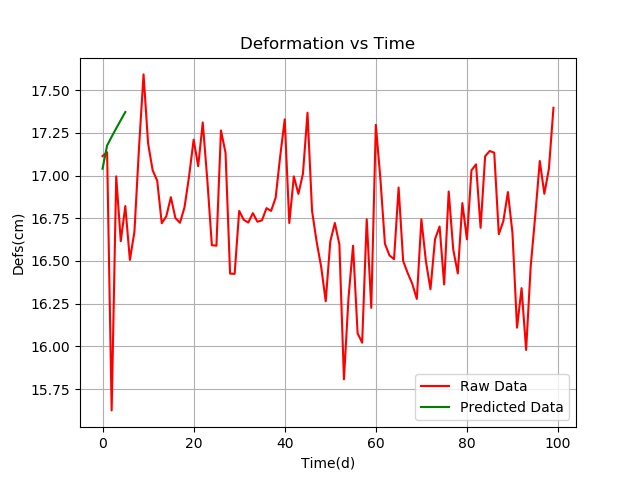 Deformation vs Time
Defs(cm)
17.50
17.25
17.00
16.75
16.50
16.25
16.00
15.75
0 20 40 60 80 100
Time(d)
Raw Data
Predicted Data